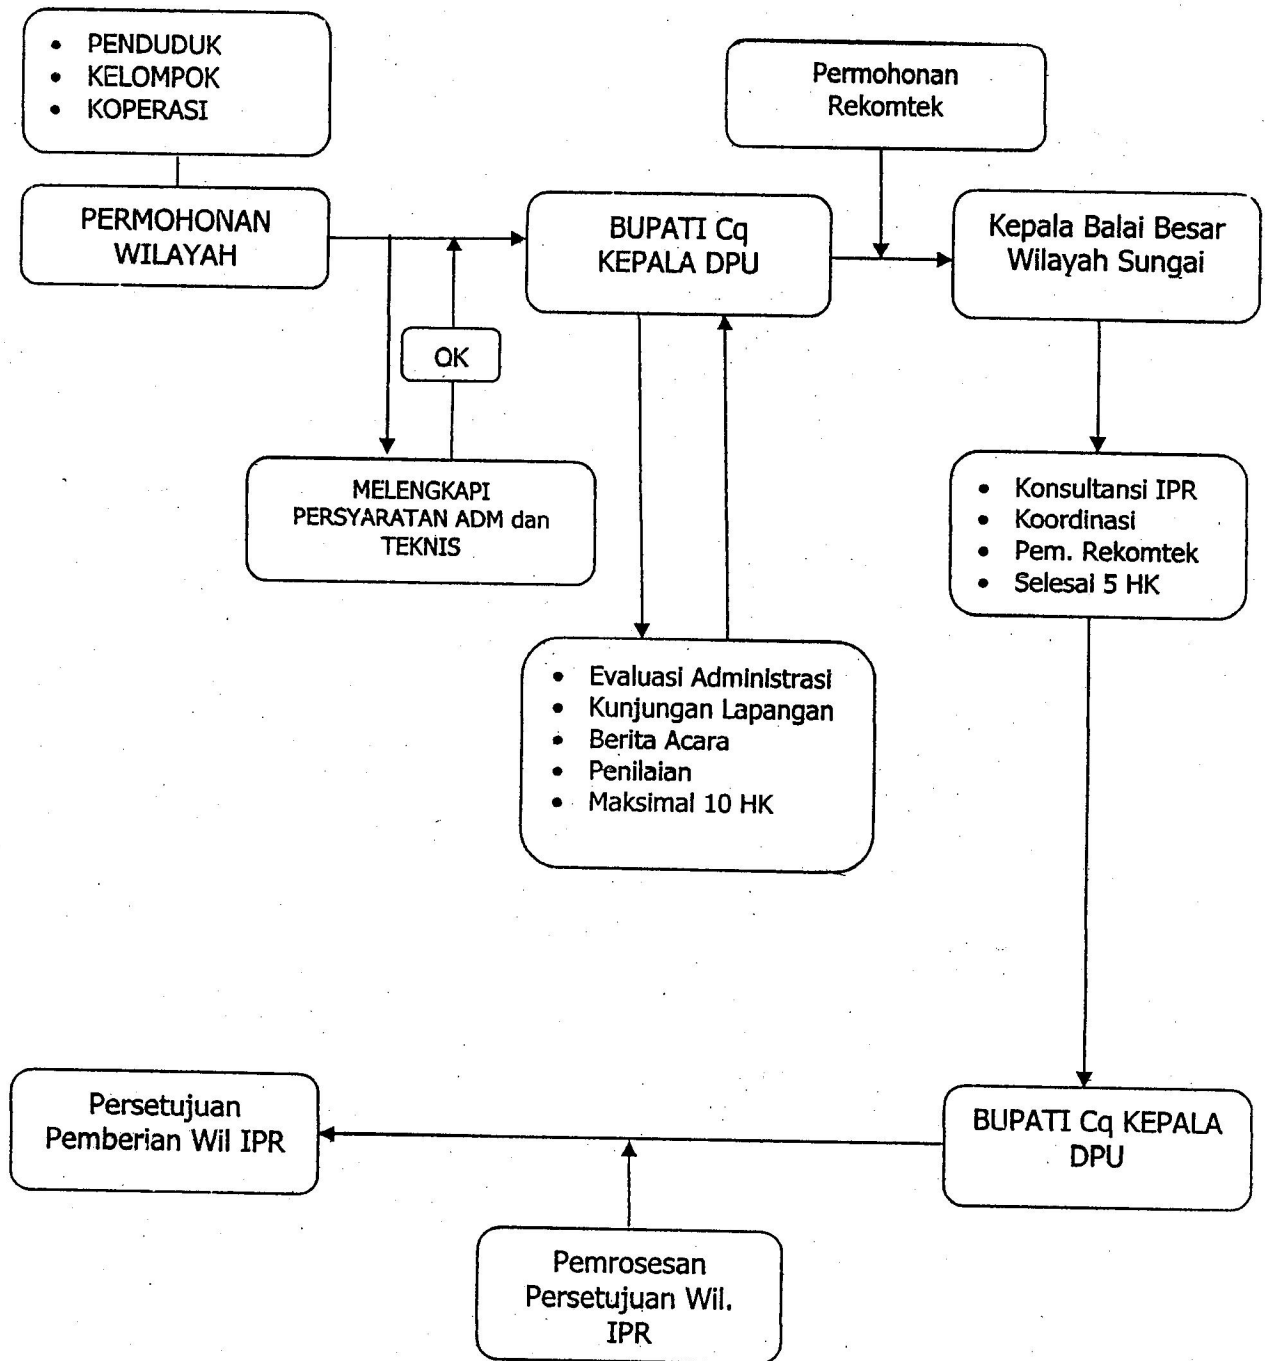 • PENDUDUK
• KELOMPOK
• KOPERASI
Permohonan
Rekomtek
PERMOHONAN
WILAYAH
BUPATI Cq
KEPALA DPU
Kepala Balai Besar
Wilayah Sungai
OK
MELENGKAPI
PERSYARATAN ADM dan
TEKNIS
• Konsultansi IPR
• Koordinasi
• Pem. Rekomtek
• Selesai 5 HK
• Evaluasi Administrasi
• Kunjungan Lapangan
• Berita Acara
• Penilaian
• Maksimal 10 HK
Persetujuan
Pemberian Wil IPR
BUPATI Cq KEPALA
DPU
Pemrosesan
Persetujuan Wil.
IPR